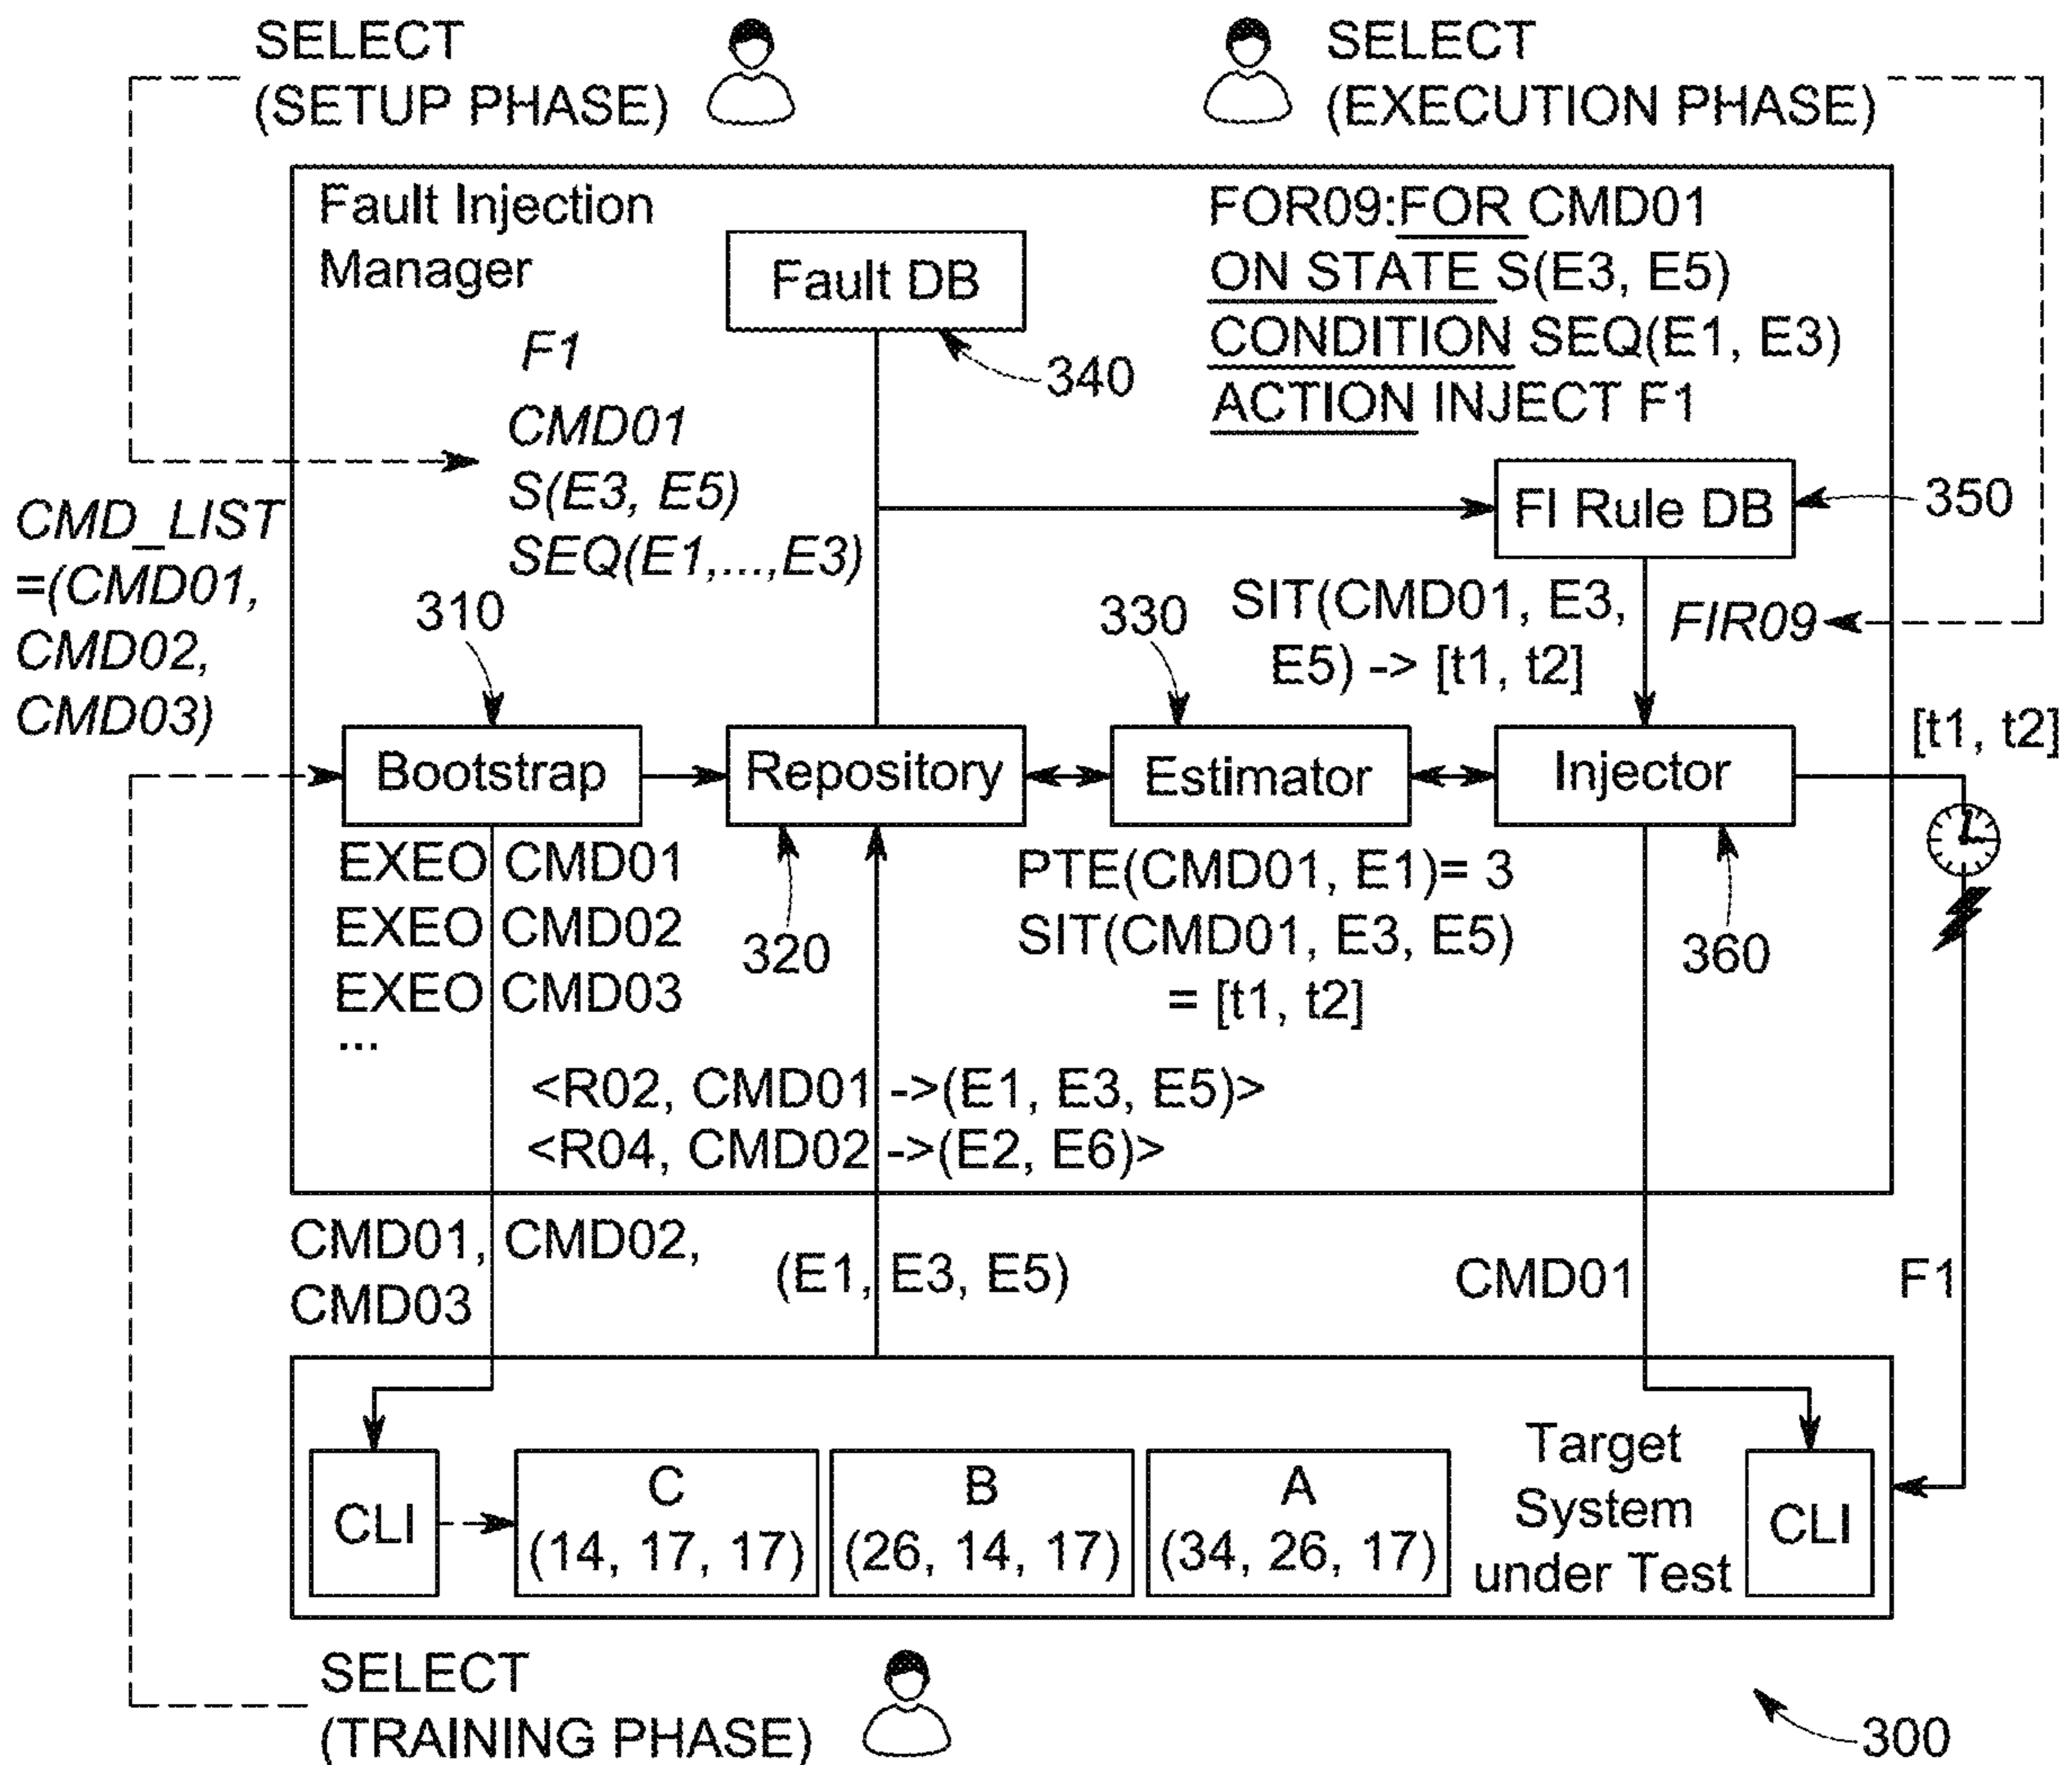 SELECT
(SETUP PHASE)
SELECT
(EXECUTION PHASE)
Fault Injection
Manager
Fault DB
340
FOR09:FOR CMD01
ON STATE S(E3, E5)
CONDITION SEQ(E1, E3)
ACTION INJECT F1
F1
CMD01
S(E3, E5)
SEQ(E1,...,E3)
CMD_LIST
=(CMD01,
CMD02,
CMD03)
FI Rule DB
350
310
330
SIT(CMD01, E3,
E5) -> [t1, t2]
FIR09
[t1, t2]
Bootstrap
Repository
Estimator
Injector
EXEO CMD01
EXEO CMD02
EXEO CMD03
...
320
PTE(CMD01, E1)= 3
SIT(CMD01, E3, E5)
= [t1, t2]
360
<R02, CMD01 ->(E1, E3, E5)>
<R04, CMD02 ->(E2, E6)>
CMD01, CMD02,
CMD03
(E1, E3, E5)
CMD01
F1
CLI
C
(14, 17, 17)
B
(26, 14, 17)
A
(34, 26, 17)
Target
System
under Test
CLI
SELECT
(TRAINING PHASE)
300